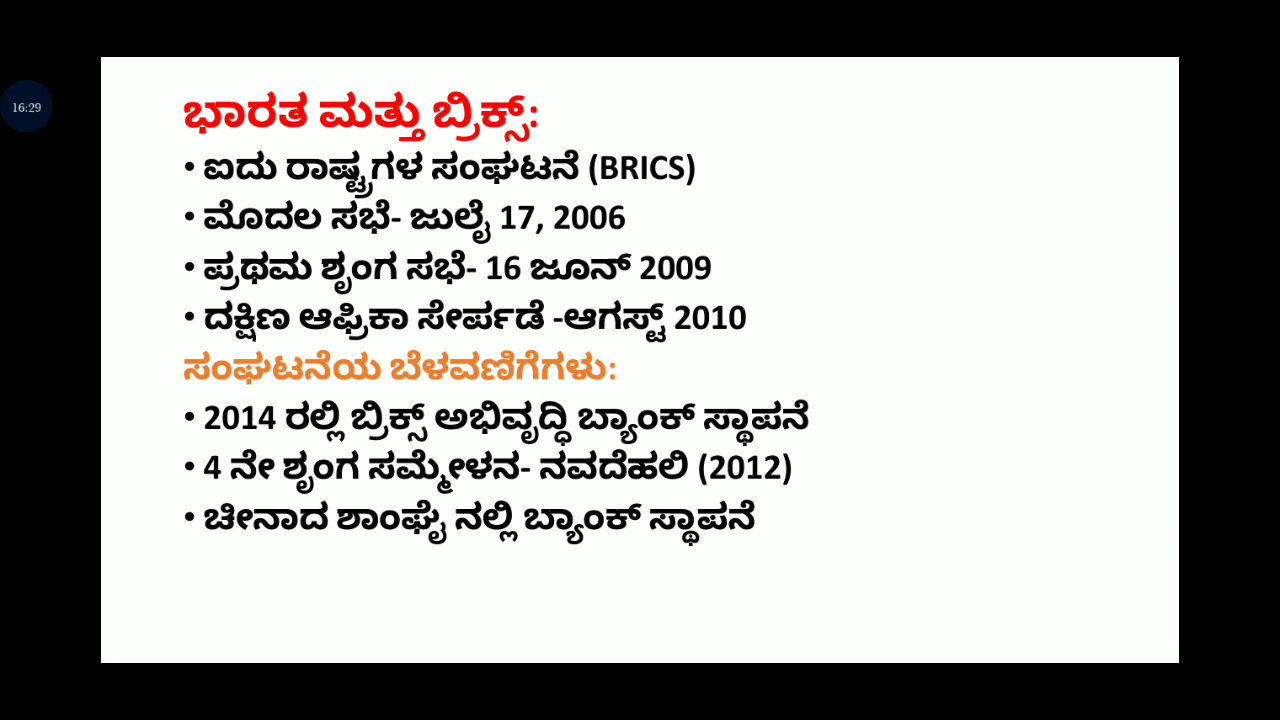 16:29
ಭಾರತ ಮತ್ತು ಬ್ರಿಕ್ಸ್:
• ಐದು ರಾಷ್ಟ್ರಗಳ ಸಂಘಟನೆ (BRICS)
• ಮೊದಲ ಸಭೆ- ಜುಲೈ 17, 2006
• ಪ್ರಥಮ ಶೃಂಗ ಸಭೆ- 16 ಜೂನ್ 2009
• ದಕ್ಷಿಣ ಆಫ್ರಿಕಾ ಸೇರ್ಪಡೆ -ಆಗಸ್ಟ್ 2010
ಸಂಘಟನೆಯ ಬೆಳವಣಿಗೆಗಳು:
• 2014 ರಲ್ಲಿ ಬ್ರಿಕ್ಸ್ ಅಭಿವೃದ್ಧಿ ಬ್ಯಾಂಕ್ ಸ್ಥಾಪನೆ
• 4 ನೇ ಶೃಂಗ ಸಮ್ಮೇಳನ- ನವದೆಹಲಿ (2012)
• ಚೀನಾದ ಶಾಂಘೈ ನಲ್ಲಿ ಬ್ಯಾಂಕ್ ಸ್ಥಾಪನೆ